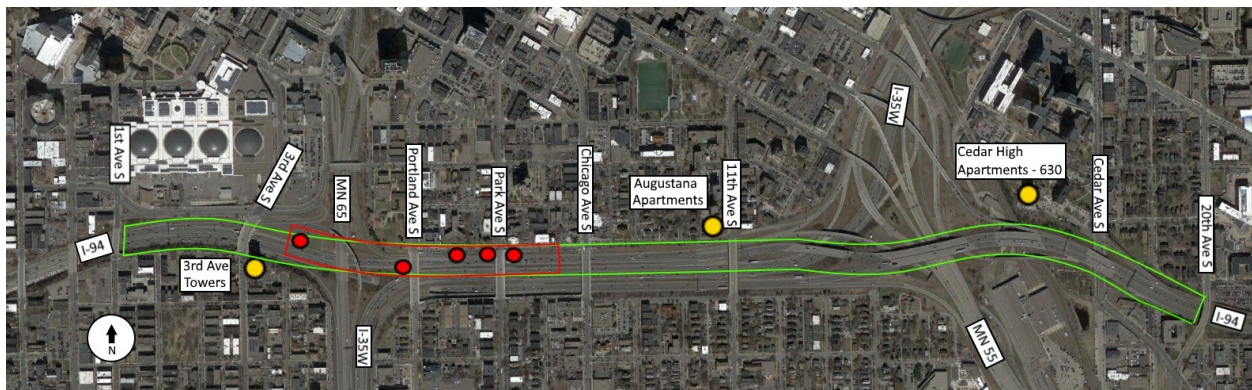 1st Ave S
I-94
3rd Ave S
3rd Ave
Towers
N
MN 65
I-35W
Portland Ave S
Park Ave S
Chicago Ave S
Augustana
Apartments
11th Ave S
I-35W
Cedar High
Apartments - 630
MN 55
Cedar Ave S
20th Ave S
I-94